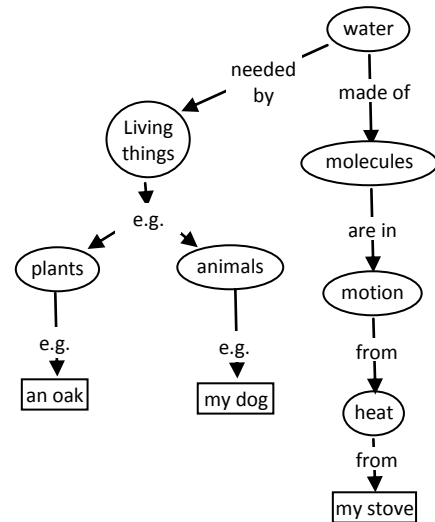 water
needed
by
made of
Living
things
molecules
e.g.
are in
plants
animals
motion
e.g.
e.g.
from
an oak
my dog
heat
from
my stove